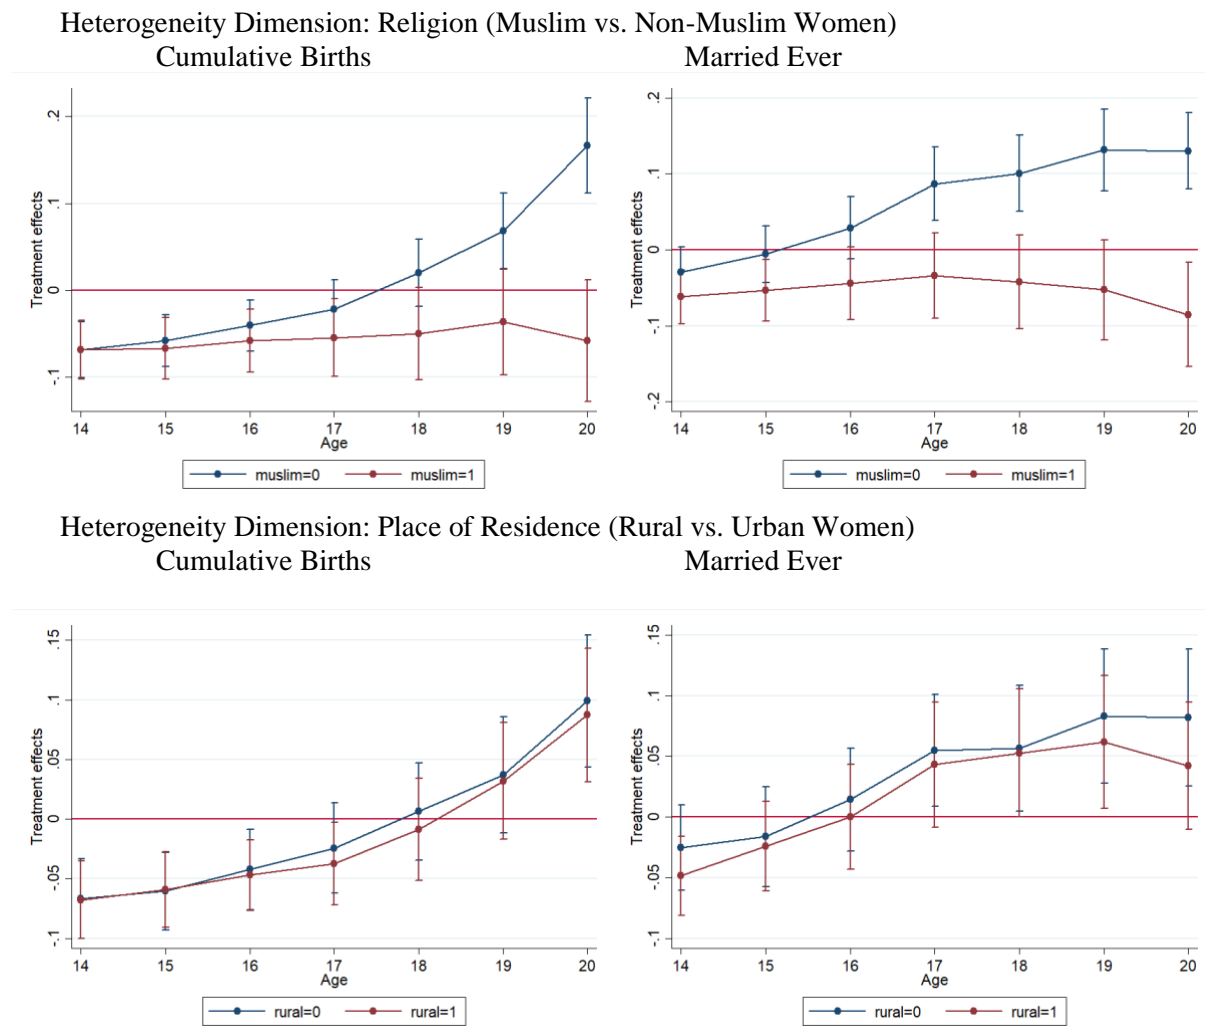 Heterogeneity Dimension: Religion (Muslim vs. Non-Muslim Women)
Cumulative Births
Married Ever
Treatment effects
.2
.1
0
-.1
14 15 16 17 18 19 20
Age
muslim=0 muslim=1
Treatment effects
.2
.1
0
-.1
-.2
14 15 16 17 18 19 20
Age
muslim=0 muslim=1
Heterogeneity Dimension: Place of Residence (Rural vs. Urban Women)
Cumulative Births
Married Ever
Treatment effects
.15
.1
.05
0
-.05
-.1
14 15 16 17 18 19 20
Age
rural=0 rural=1
Treatment effects
.15
.1
.05
0
-.05
-.1
14 15 16 17 18 19 20
Age
rural=0 rural=1